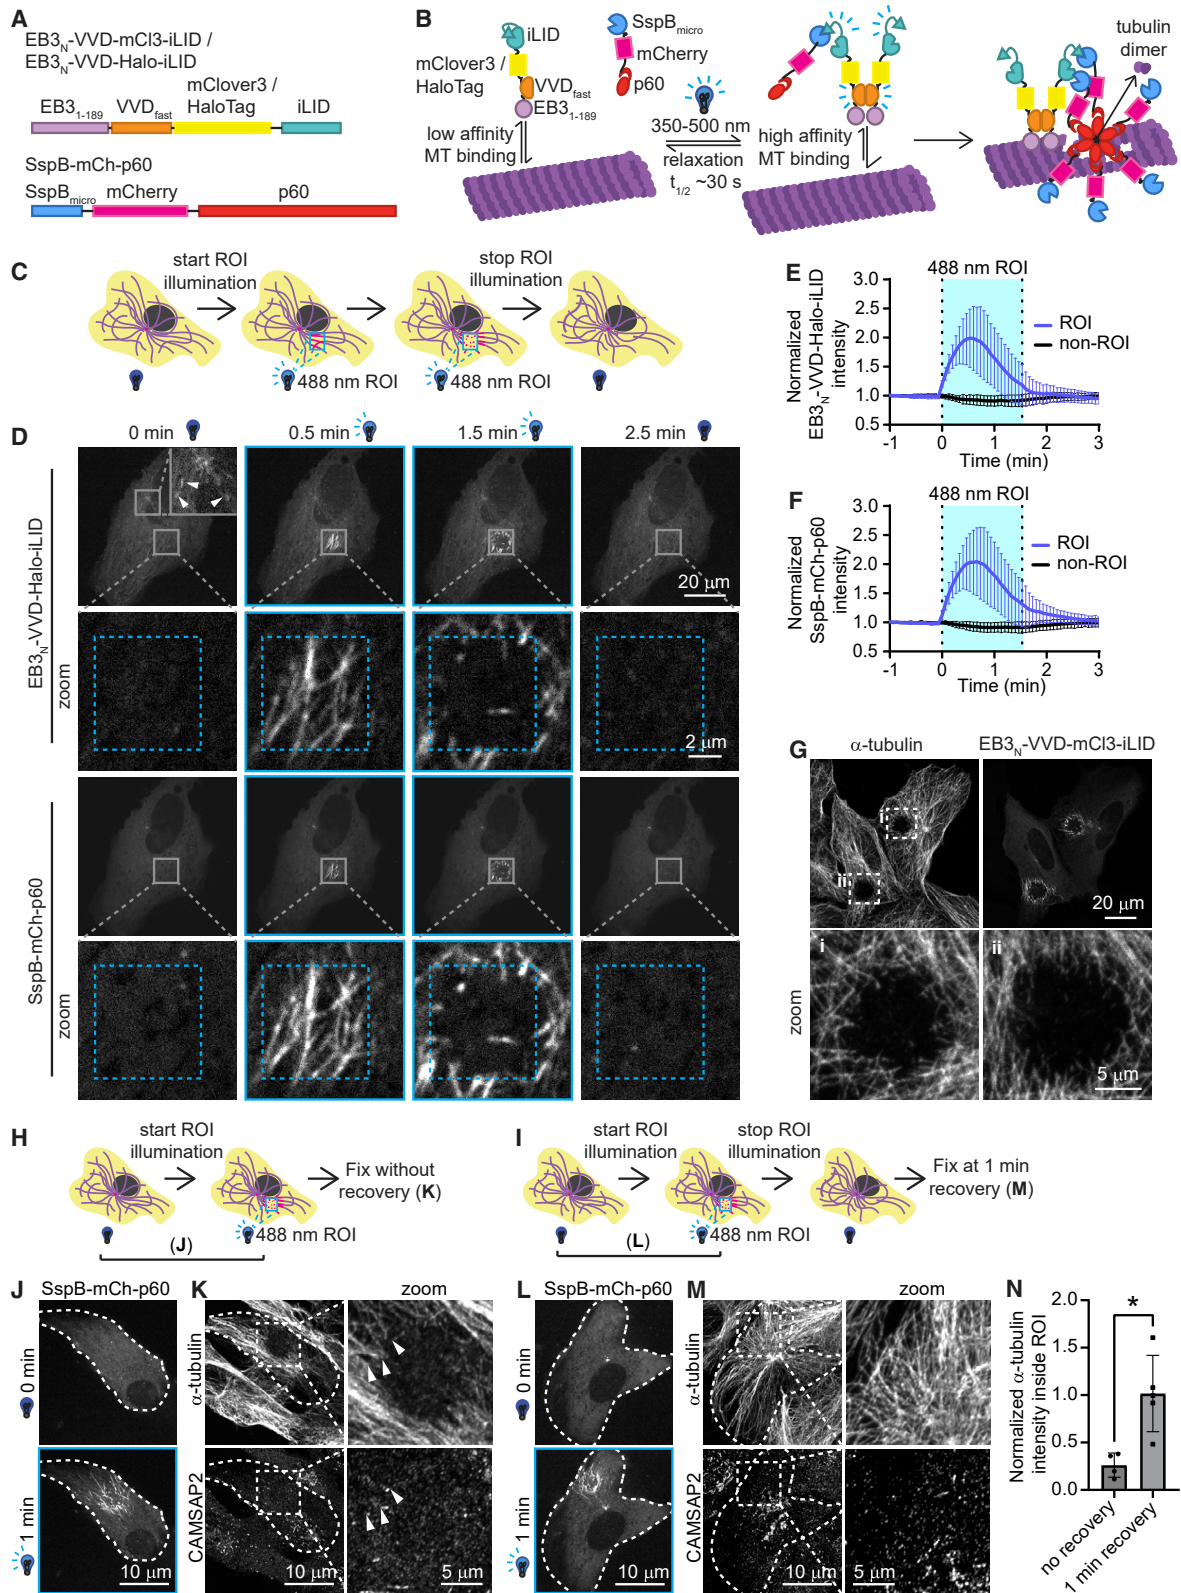 A
EB3N-VVD-mCl3-iLID /
EB3N-VVD-Halo-iLID
EB31-189 VVDfast mClover3 / HaloTag iLID
SspB-mCh-p60
SspBmicro mCherry p60
B
iLID
mClover3 /
HaloTag
VVDfast
EB31-189
SspBmicro
mCherry
p60
low affinity
MT binding
350-500 nm
relaxation
t1/2 ~30 s
high affinity
MT binding
tubulin
dimer
C
start ROI
illumination
stop ROI
illumination
488 nm ROI
488 nm ROI
D
0 min
0.5 min
1.5 min
2.5 min
EB3N-VVD-Halo-iLID
zoom
20 µm
2 µm
SspB-mCh-p60
zoom
E
488 nm ROI
Normalized
EB3N-VVD-Halo-iLID
intensity
3.0
2.5
2.0
1.5
1.0
0.5
ROI
non-ROI
-1 0 1 2 3
Time (min)
F
488 nm ROI
Normalized
SspB-mCh-p60
intensity
3.0
2.5
2.0
1.5
1.0
0.5
ROI
non-ROI
-1 0 1 2 3
Time (min)
G
α-tubulin
EB3N-VVD-mCl3-iLID
i
ii
20 µm
zoom
i
ii
5 µm
H
start ROI
illumination
Fix without
recovery (K)
488 nm ROI
(J)
I
start ROI
illumination
stop ROI
illumination
Fix at 1 min
recovery (M)
488 nm ROI
(L)
J
SspB-mCh-p60
0 min
1 min
10 µm
K
zoom
α-tubulin
CAMSAP2
10 µm
5 µm
L
SspB-mCh-p60
0 min
1 min
10 µm
M
zoom
α-tubulin
CAMSAP2
10 µm
5 µm
N
Normalized α-tubulin
intensity inside ROI
2.0
1.5
1.0
0.5
0.0
*
no recovery
1 min recovery